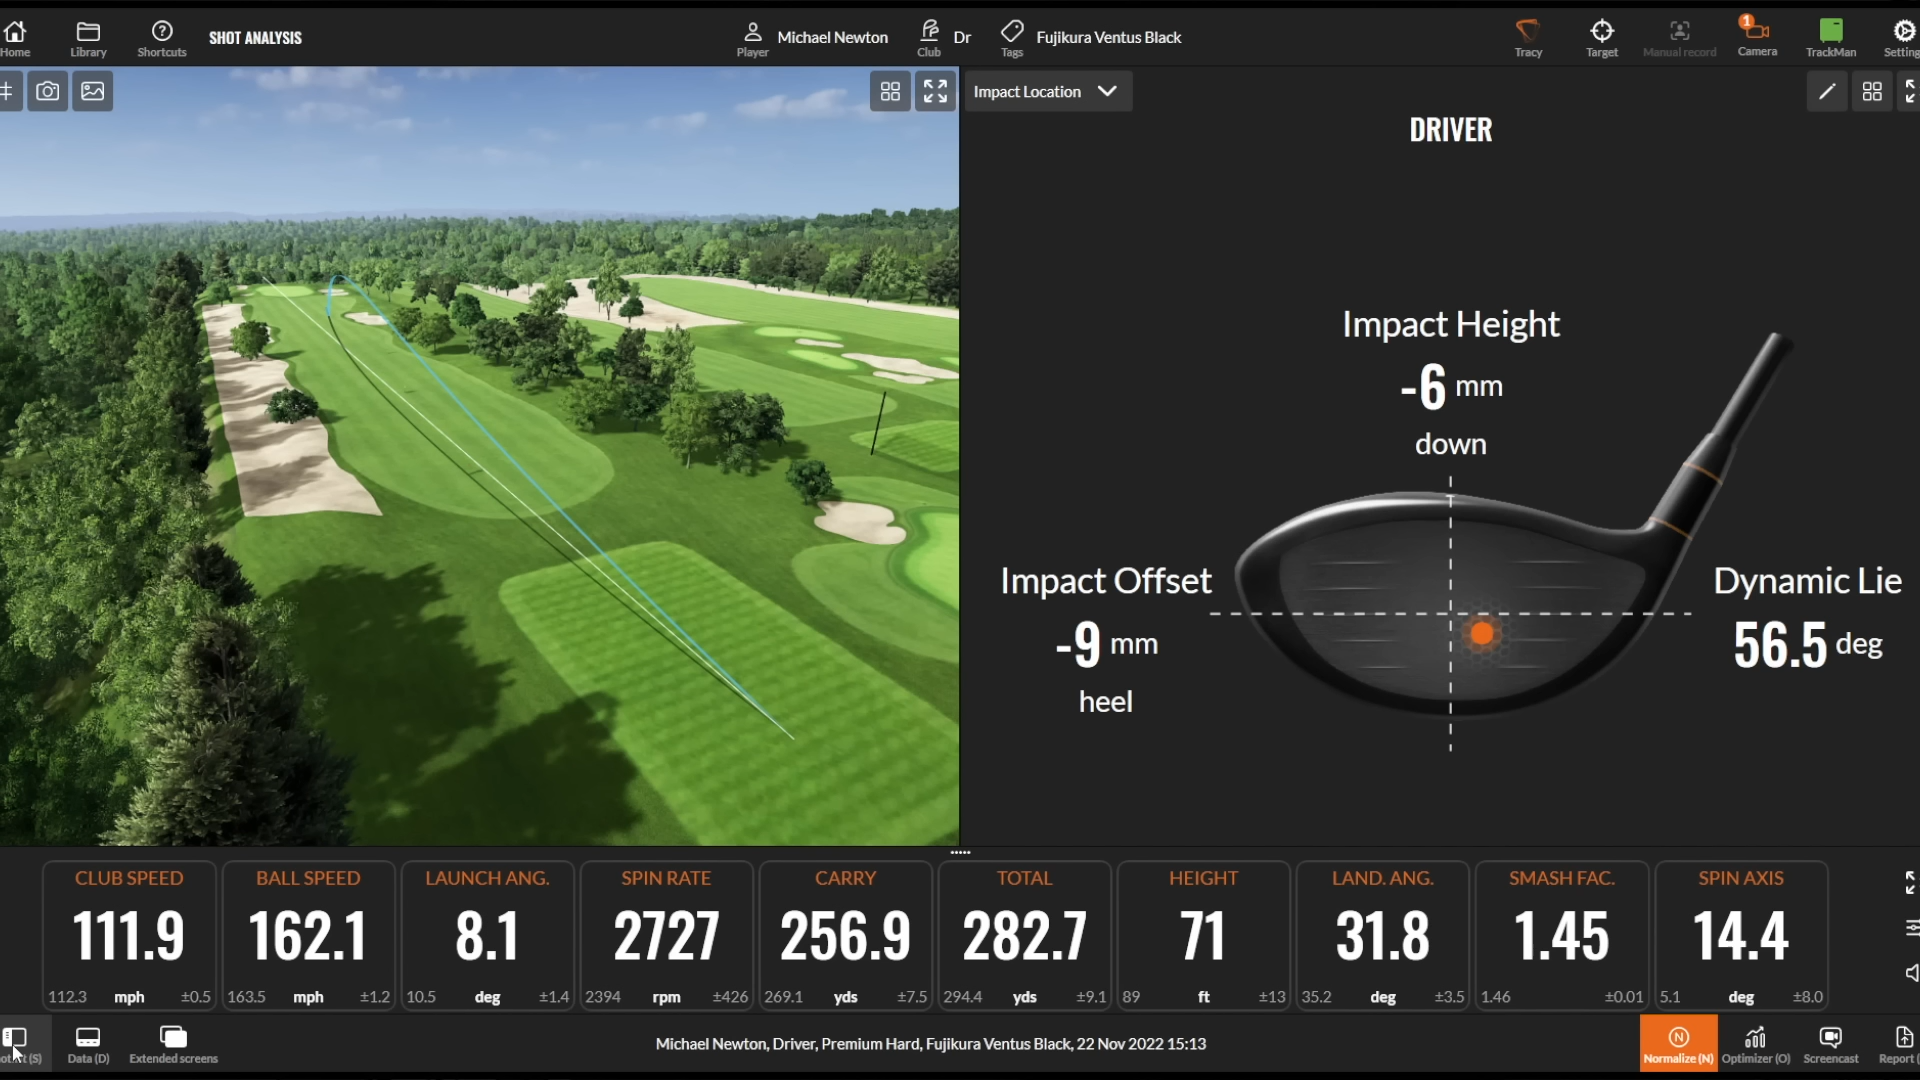 Home
Library
Shortcuts
SHOT ANALYSIS
Player
Michael Newton
Club
Dr
Tags
Fujikura Ventus Black
Tracy
Target
Manual record
1
Camera
TrackMan
Setting
Impact Location
DRIVER
Impact Height
-6 mm
down
Impact Offset
-9 mm
heel
Dynamic Lie
56.5 deg
CLUB SPEED
111.9
112.3 mph ±0.5
BALL SPEED
162.1
163.5 mph ±1.2
LAUNCH ANG.
8.1
10.5 deg ±1.4
SPIN RATE
2727
2394 rpm ±426
CARRY
256.9
269.1 yds ±7.5
TOTAL
282.7
294.4 yds ±9.1
HEIGHT
71
89 ft ±13
LAND. ANG.
31.8
35.2 deg ±3.5
SMASH FAC.
1.45
1.46 ±0.01
SPIN AXIS
14.4
5.1 deg ±8.0
(S)
Data (D)
Extended screens
Michael Newton, Driver, Premium Hard, Fujikura Ventus Black, 22 Nov 2022 15:13
N
Normalize (N)
Optimizer (O)
Screencast
Report (